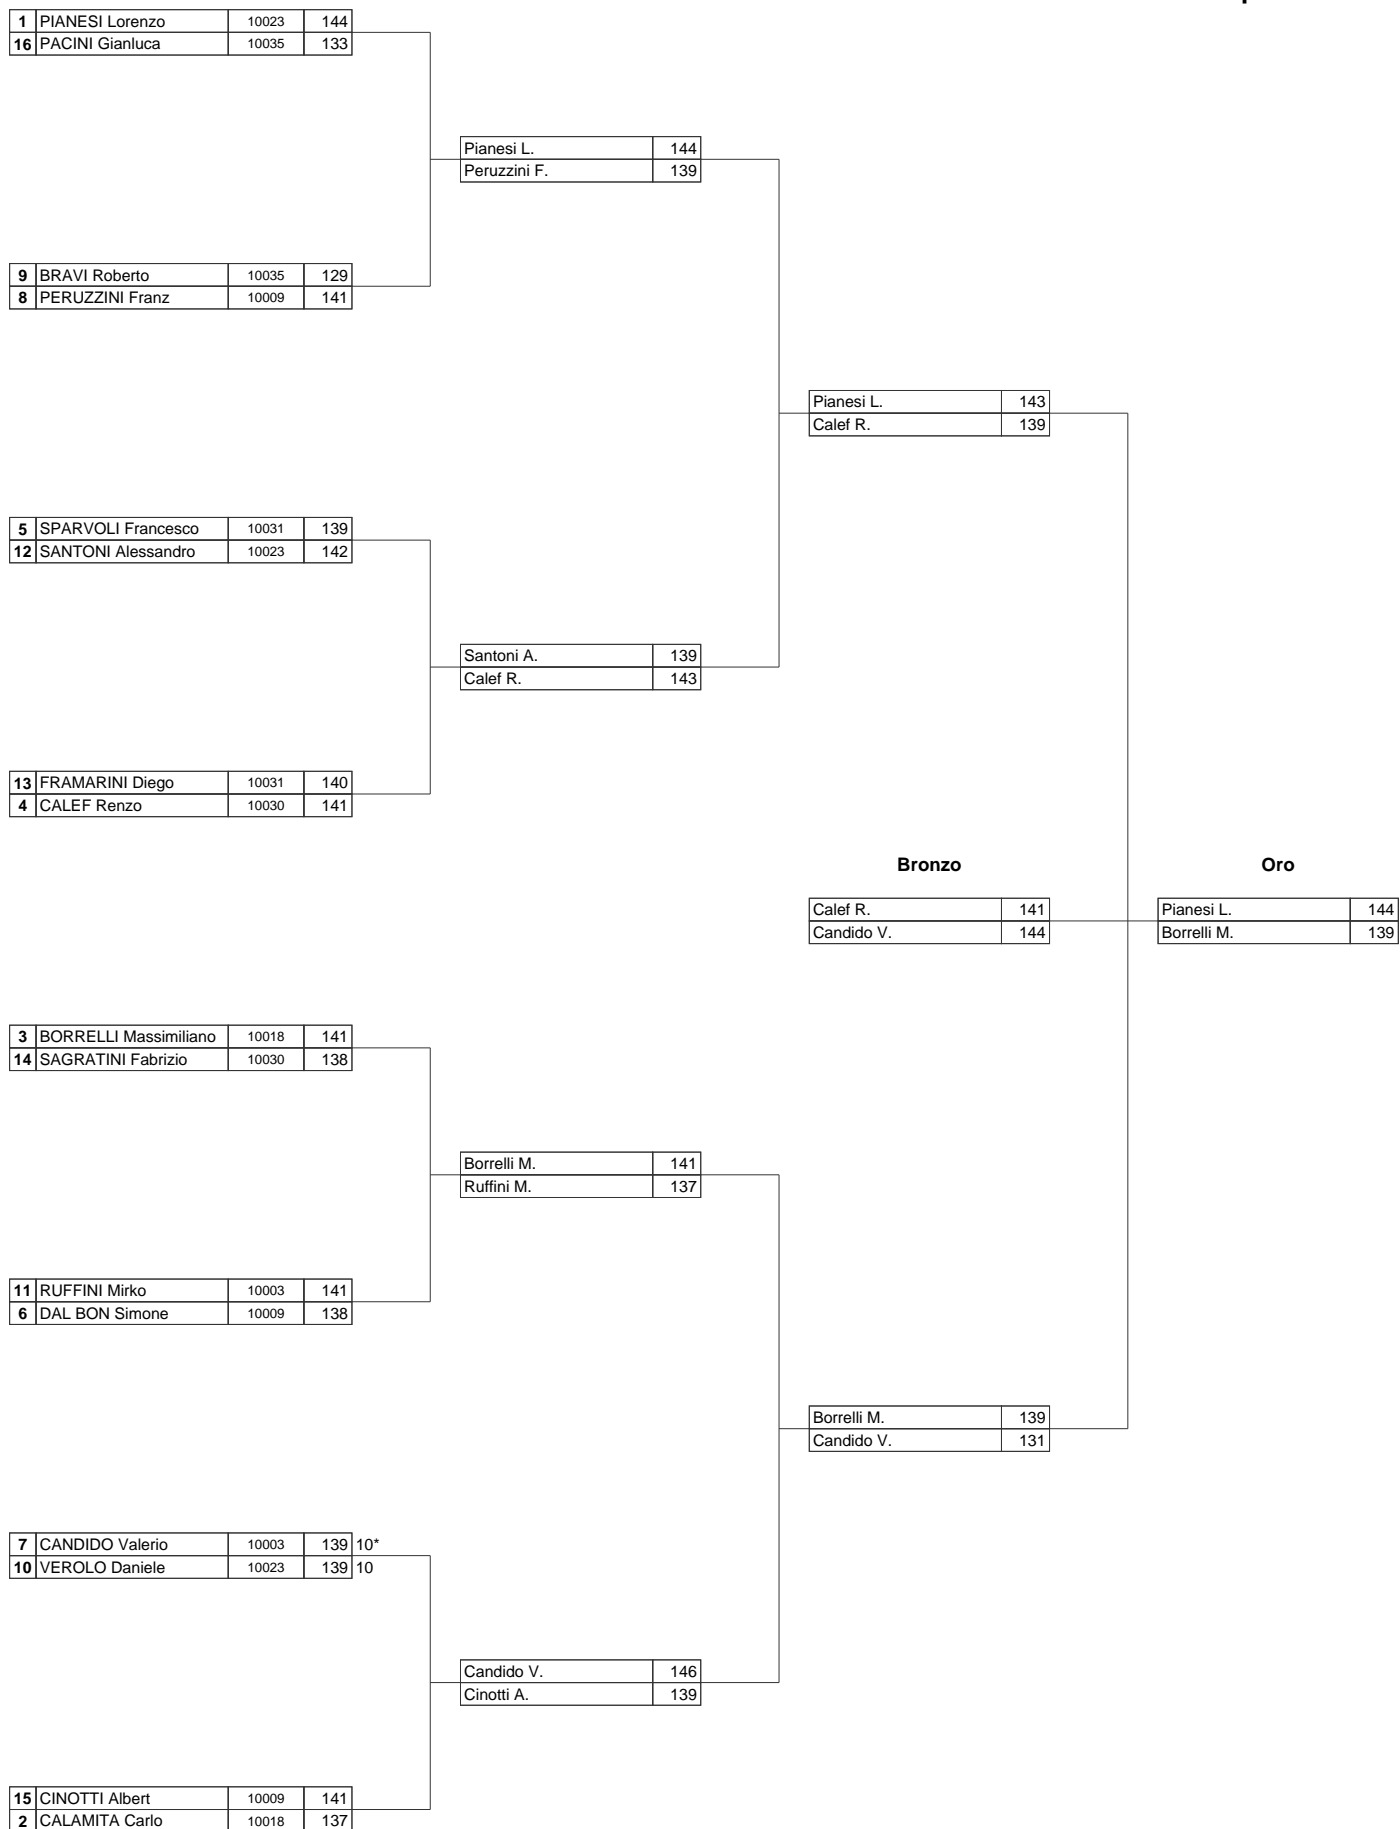 1 PIANESI Lorenzo 10023 144
16 PACINI Gianluca 10035 133
Pianesi L. 144
Peruzzini F. 139
9 BRAVI Roberto 10035 129
8 PERUZZINI Franz 10009 141
Pianesi L. 143
Calef R. 139
5 SPARVOLI Francesco 10031 139
12 SANTONI Alessandro 10023 142
Santoni A. 139
Calef R. 143
13 FRAMARINI Diego 10031 140
4 CALEF Renzo 10030 141
Bronzo Oro
Calef R. 141 Pianesi L. 144
Candido V. 144 Borrelli M. 139
3 BORRELLI Massimiliano 10018 141
14 SAGRATINI Fabrizio 10030 138
Borrelli M. 141
Ruffini M. 137
11 RUFFINI Mirko 10003 141
6 DAL BON Simone 10009 138
Borrelli M. 139
Candido V. 131
7 CANDIDO Valerio 10003 139 10*
10 VEROLO Daniele 10023 139 10
Candido V. 146
Cinotti A. 139
15 CINOTTI Albert 10009 141
2 CALAMITA Carlo 10018 137